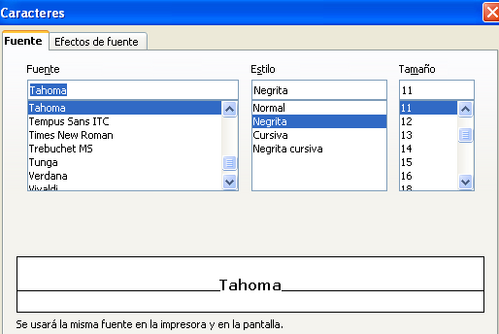 Caracteres
Fuente Efectos de fuente
Fuente Estilo Tamaño
Tahoma Negrita 11
Tahoma Normal 11
Tempus Sans ITC Negrita 12
Times New Roman Cursiva 13
Trebuchet MS Negrita cursiva 14
Tunga 15
Verdana 16
Vivaldi 18
Tahoma
Se usará la misma fuente en la impresora y en la pantalla.